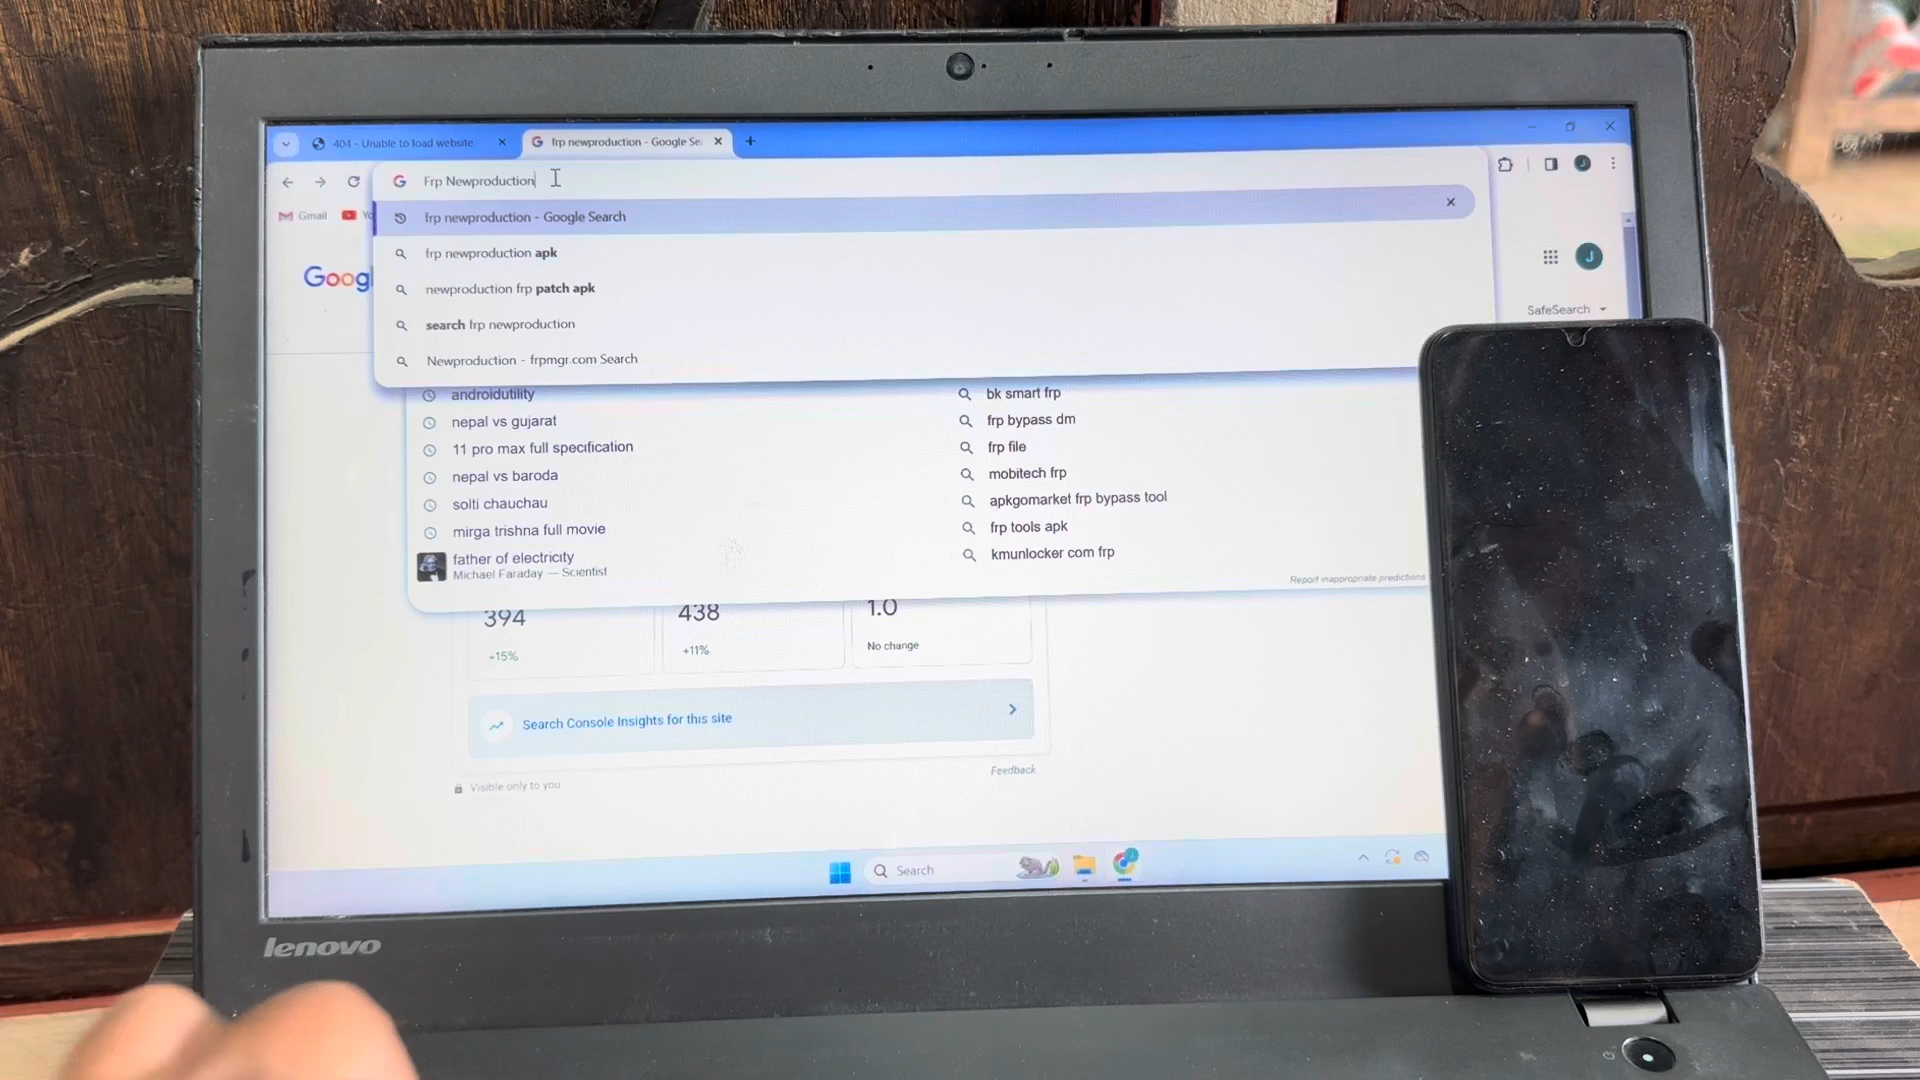 404 - Unable to load website
frp newproduction - Google Se
Frp Newproduction
Gmail
frp newproduction - Google Search
frp newproduction apk
newproduction frp patch apk
search frp newproduction
Newproduction - frpmgr.com Search
Googl
J
SafeSearch
androidutility
nepal vs gujarat
11 pro max full specification
nepal vs baroda
solti chauchau
mirga trishna full movie
father of electricity
Michael Faraday — Scientist
bk smart frp
frp bypass dm
frp file
mobitech frp
apkgomarket frp bypass tool
frp tools apk
kmunlocker com frp
Report inappropriate predictions
394
438
1.0
+15%
+11%
No change
Search Console Insights for this site
Feedback
Visible only to you
Search
lenovo